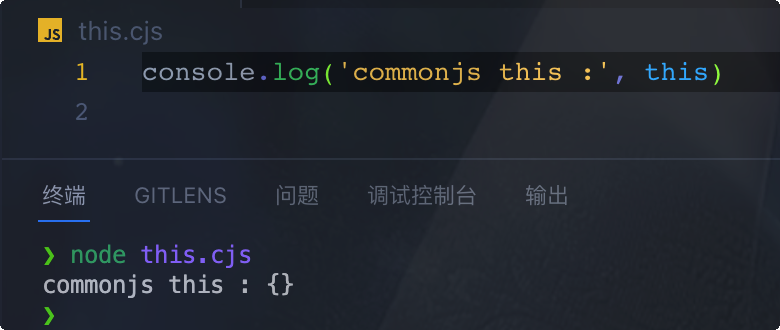 JS this.cjs
1 console.log('commonjs this :', this)
2
终端 GITLENS 问题 调试控制台 输出
❯ node this.cjs
commonjs this : {}
❯